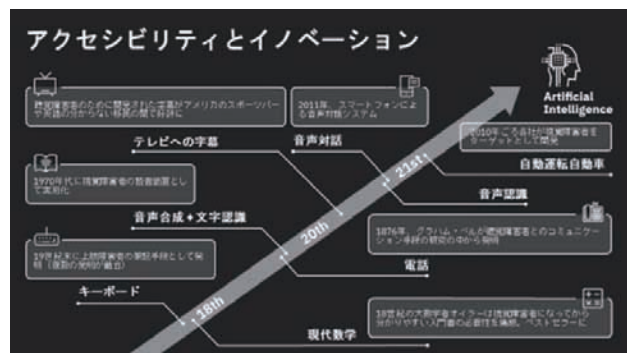 アクセシビリティとイノベーション
Artificial
Intelligence
聴覚障害者のために開発された字幕がアメリカのスポーツバー
や英語の分からない移民の間で好評に
2011年、スマートフォンによ
る音声対話システム
2010年ころ各社が視覚障害者を
ターゲットとして開発
テレビへの字幕
音声対話
自動運転自動車
21st
1970年代に視覚障害者の読書装置とし
て実用化
音声認識
音声合成+文字認識
20th
1876年、グラハム・ベルが聴覚障害者とのコミュニケー
ション手段の研究の中から発明
19世紀末に上肢障害者の筆記手段として発
明（複数の発明が融合）
電話
キーボード
18th
18世紀の大数学者オイラーは視覚障害者になってから
分かりやすい入門書の必要性を痛感。ベストセラーに
現代数学